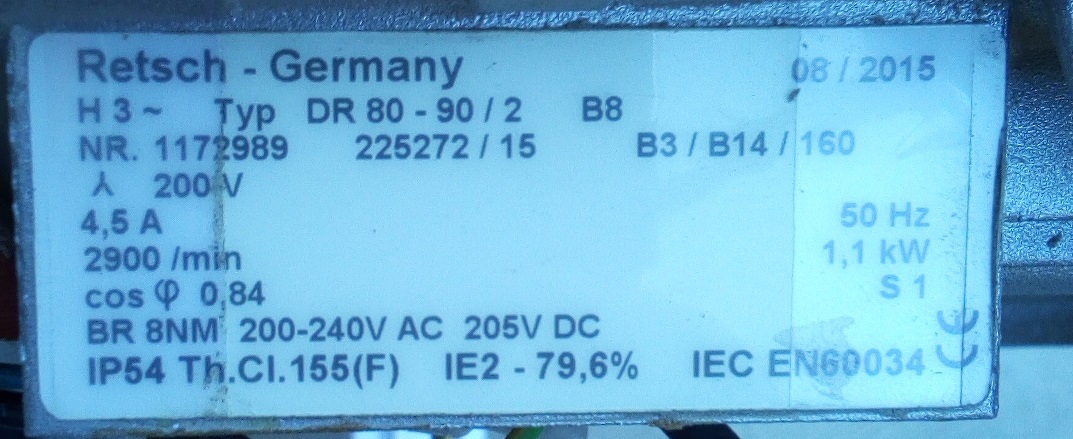 Retsch - Germany 08 / 2015
H 3 ~ Typ DR 80 - 90 / 2 B8
NR. 1172989 225272 / 15 B3 / B14 / 160
⅄ 200 V
4,5 A 50 Hz
2900 /min 1,1 kW
cos φ 0,84 S 1
BR 8NM 200-240V AC 205V DC
IP54 Th.Cl.155(F) IE2 - 79,6% IEC EN60034 CE